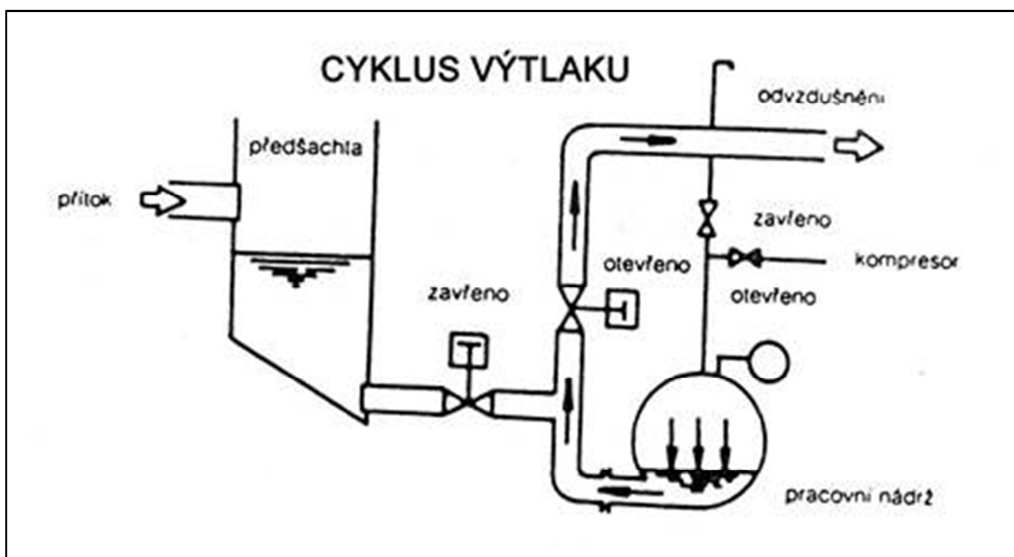 CYKLUS VÝTLAKU
odvzdušnění
předšachta
přítok
zavřeno
otevřeno
kompresor
otevřeno
zavřeno
pracovní nádrž